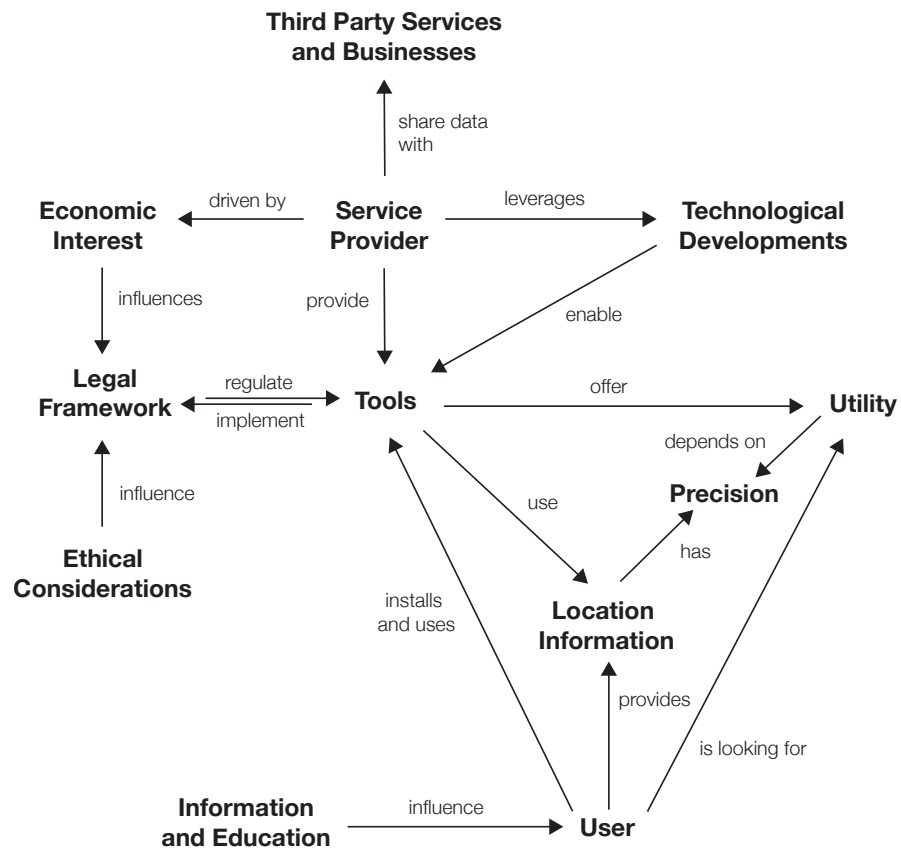 Third Party Services
and Businesses
share data
with
Economic
Interest
driven by
Service
Provider
leverages
Technological
Developments
influences
provide
enable
Legal
Framework
regulate
implement
Tools
offer
Utility
depends on
Precision
influence
use
has
Ethical
Considerations
installs
and uses
Location
Information
provides
is looking for
Information
and Education
influence
User